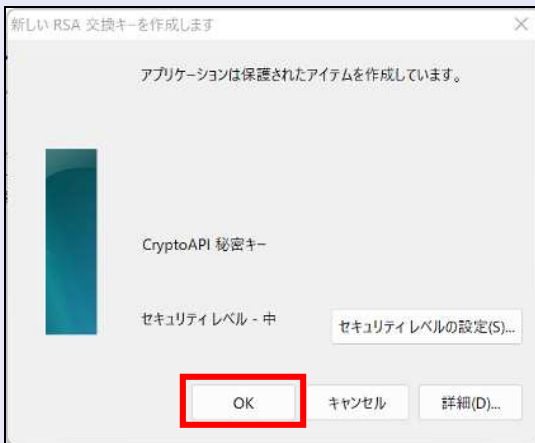 新しい RSA 交換キーを作成します
アプリケーションは保護されたアイテムを作成しています。
CryptoAPI 秘密キー
セキュリティ レベル - 中
セキュリティ レベルの設定(S)...
OK
キャンセル
詳細(D)...